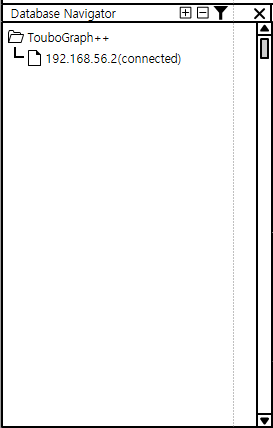 Database Navigator
TouboGraph++
192.168.56.2(connected)